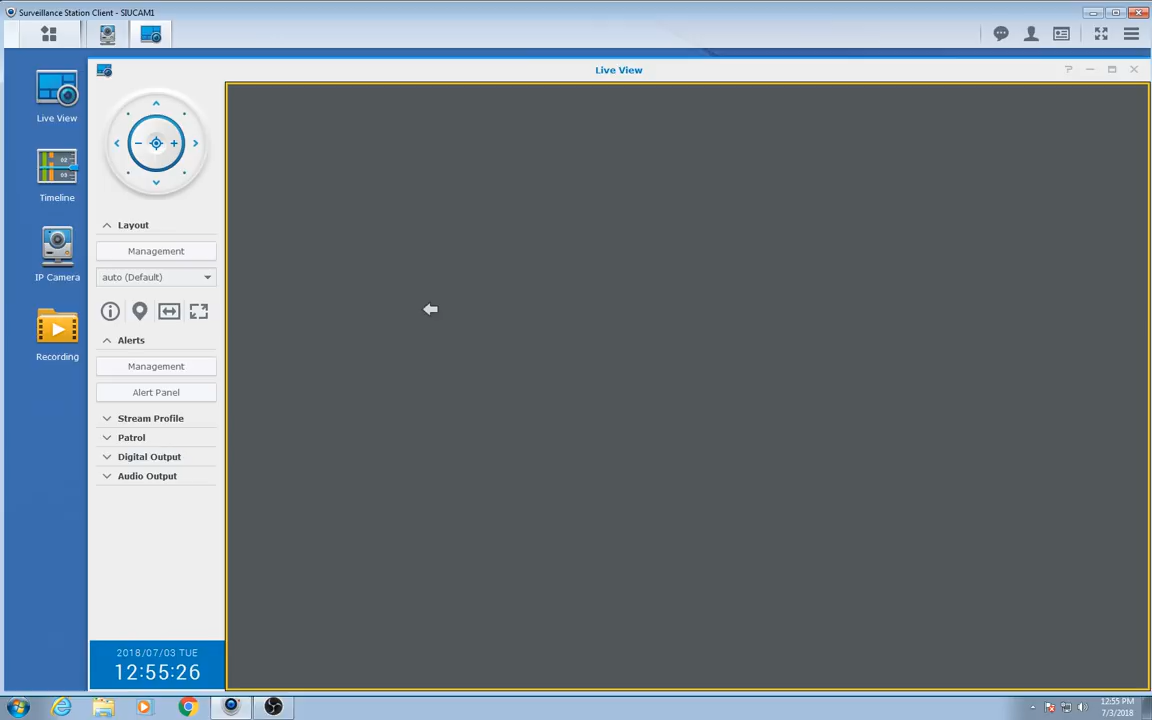 Surveillance Station Client - SIUCAM1
Live View
Live View
Timeline
IP Camera
Recording
Layout
Management
auto (Default)
Alerts
Management
Alert Panel
Stream Profile
Patrol
Digital Output
Audio Output
2018/07/03 TUE
12:55:26
12:55 PM
7/3/2018